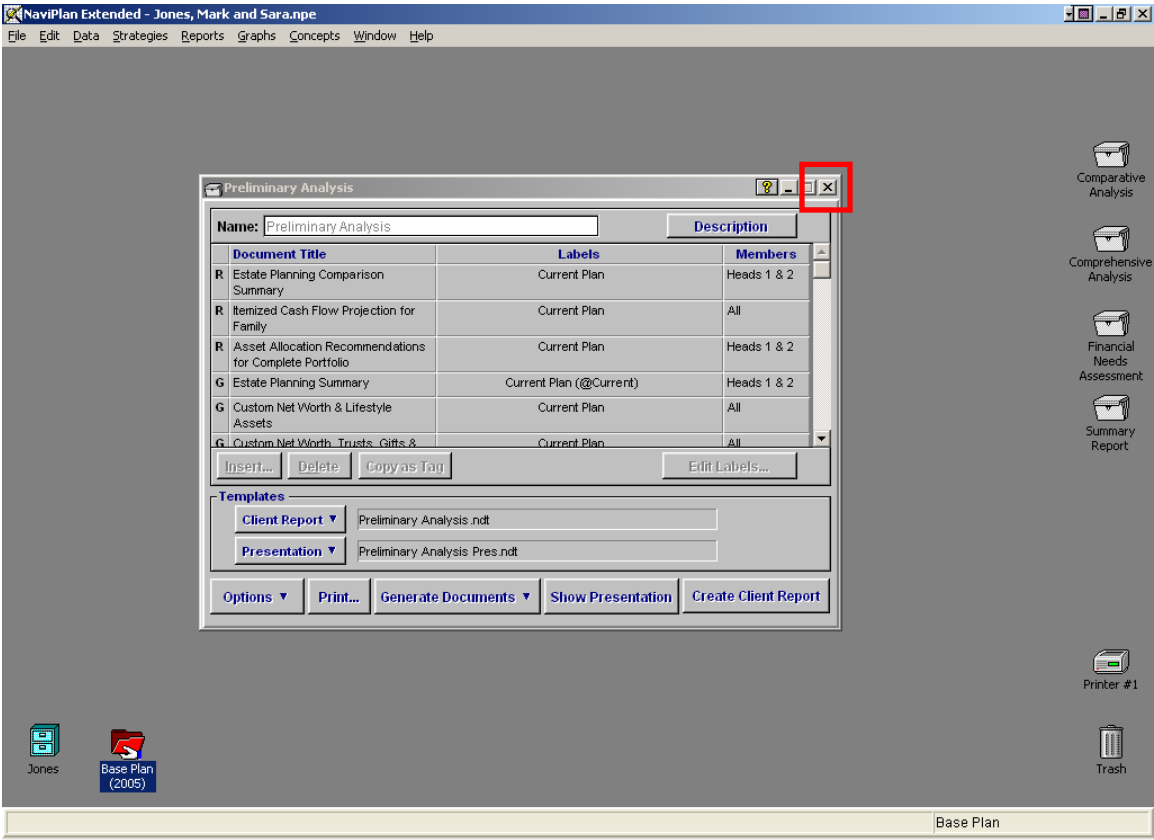 NaviPlan Extended - Jones, Mark and Sara.npe
File Edit Data Strategies Reports Graphs Concepts Window Help
Comparative
Analysis
Preliminary Analysis
Name: Preliminary Analysis Description
Document Title Labels Members
R Estate Planning Comparison Current Plan Heads 1 & 2
Summary
R Itemized Cash Flow Projection for Current Plan All
Family
R Asset Allocation Recommendations Current Plan Heads 1 & 2
for Complete Portfolio
G Estate Planning Summary Current Plan (@Current) Heads 1 & 2
G Custom Net Worth & Lifestyle Current Plan All
Assets
G Custom Net Worth, Trusts, Gifts & Current Plan All
Insert... Delete Copy as Tag Edit Labels...
Templates
Client Report Preliminary Analysis.ndt
Presentation Preliminary Analysis Pres.ndt
Options Print... Generate Documents Show Presentation Create Client Report
Comprehensive
Analysis
Financial
Needs
Assessment
Summary
Report
Printer #1
Jones
Base Plan
(2005)
Trash
Base Plan